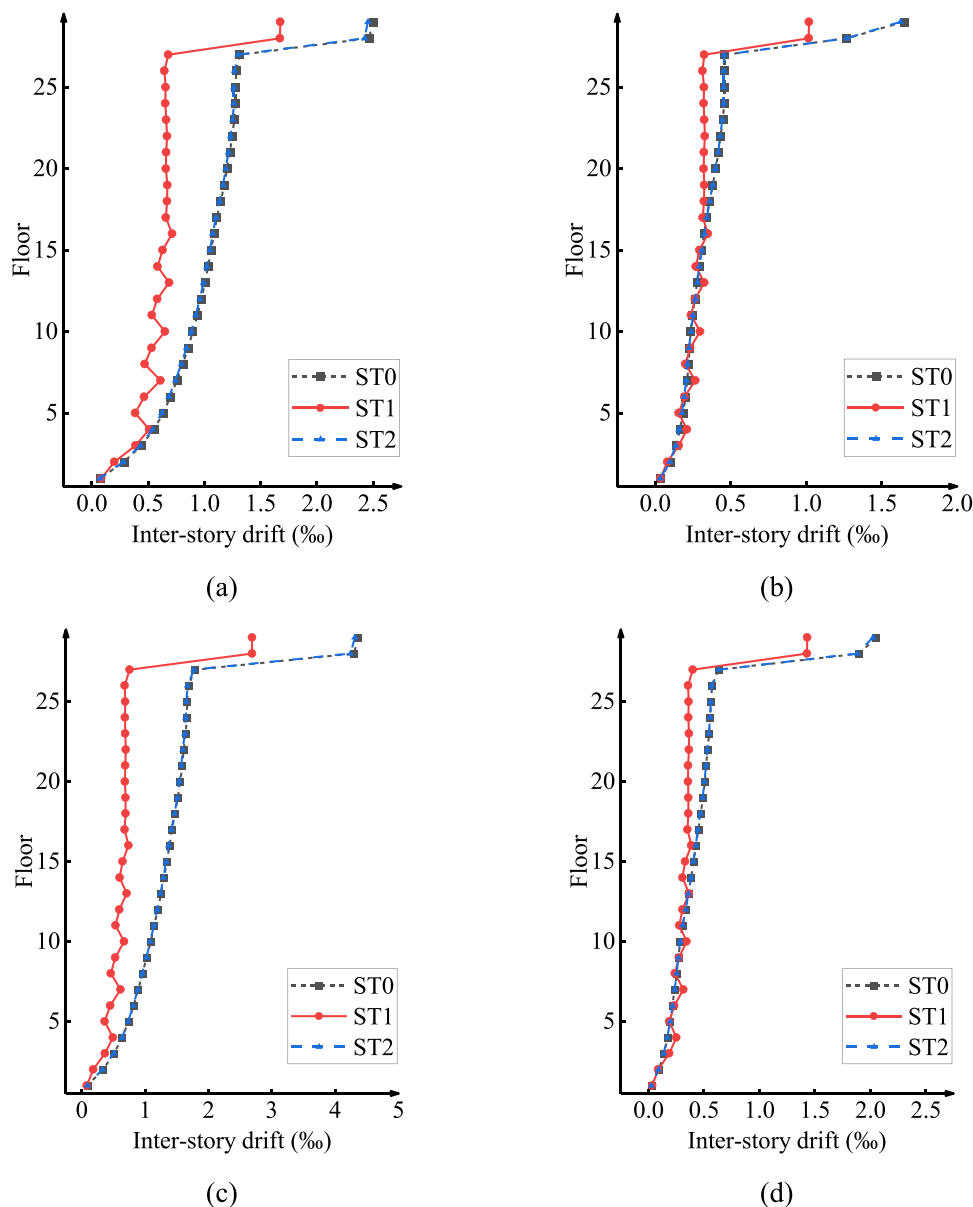 25
20
15
10
5
Floor
ST0
ST1
ST2
0.0 0.5 1.0 1.5 2.0 2.5
Inter-story drift (‰)
(a)
25
20
15
10
5
Floor
ST0
ST1
ST2
0.0 0.5 1.0 1.5 2.0
Inter-story drift (‰)
(b)
25
20
15
10
5
Floor
ST0
ST1
ST2
0 1 2 3 4 5
Inter-story drift (‰)
(c)
25
20
15
10
5
Floor
ST0
ST1
ST2
0.0 0.5 1.0 1.5 2.0 2.5
Inter-story drift (‰)
(d)